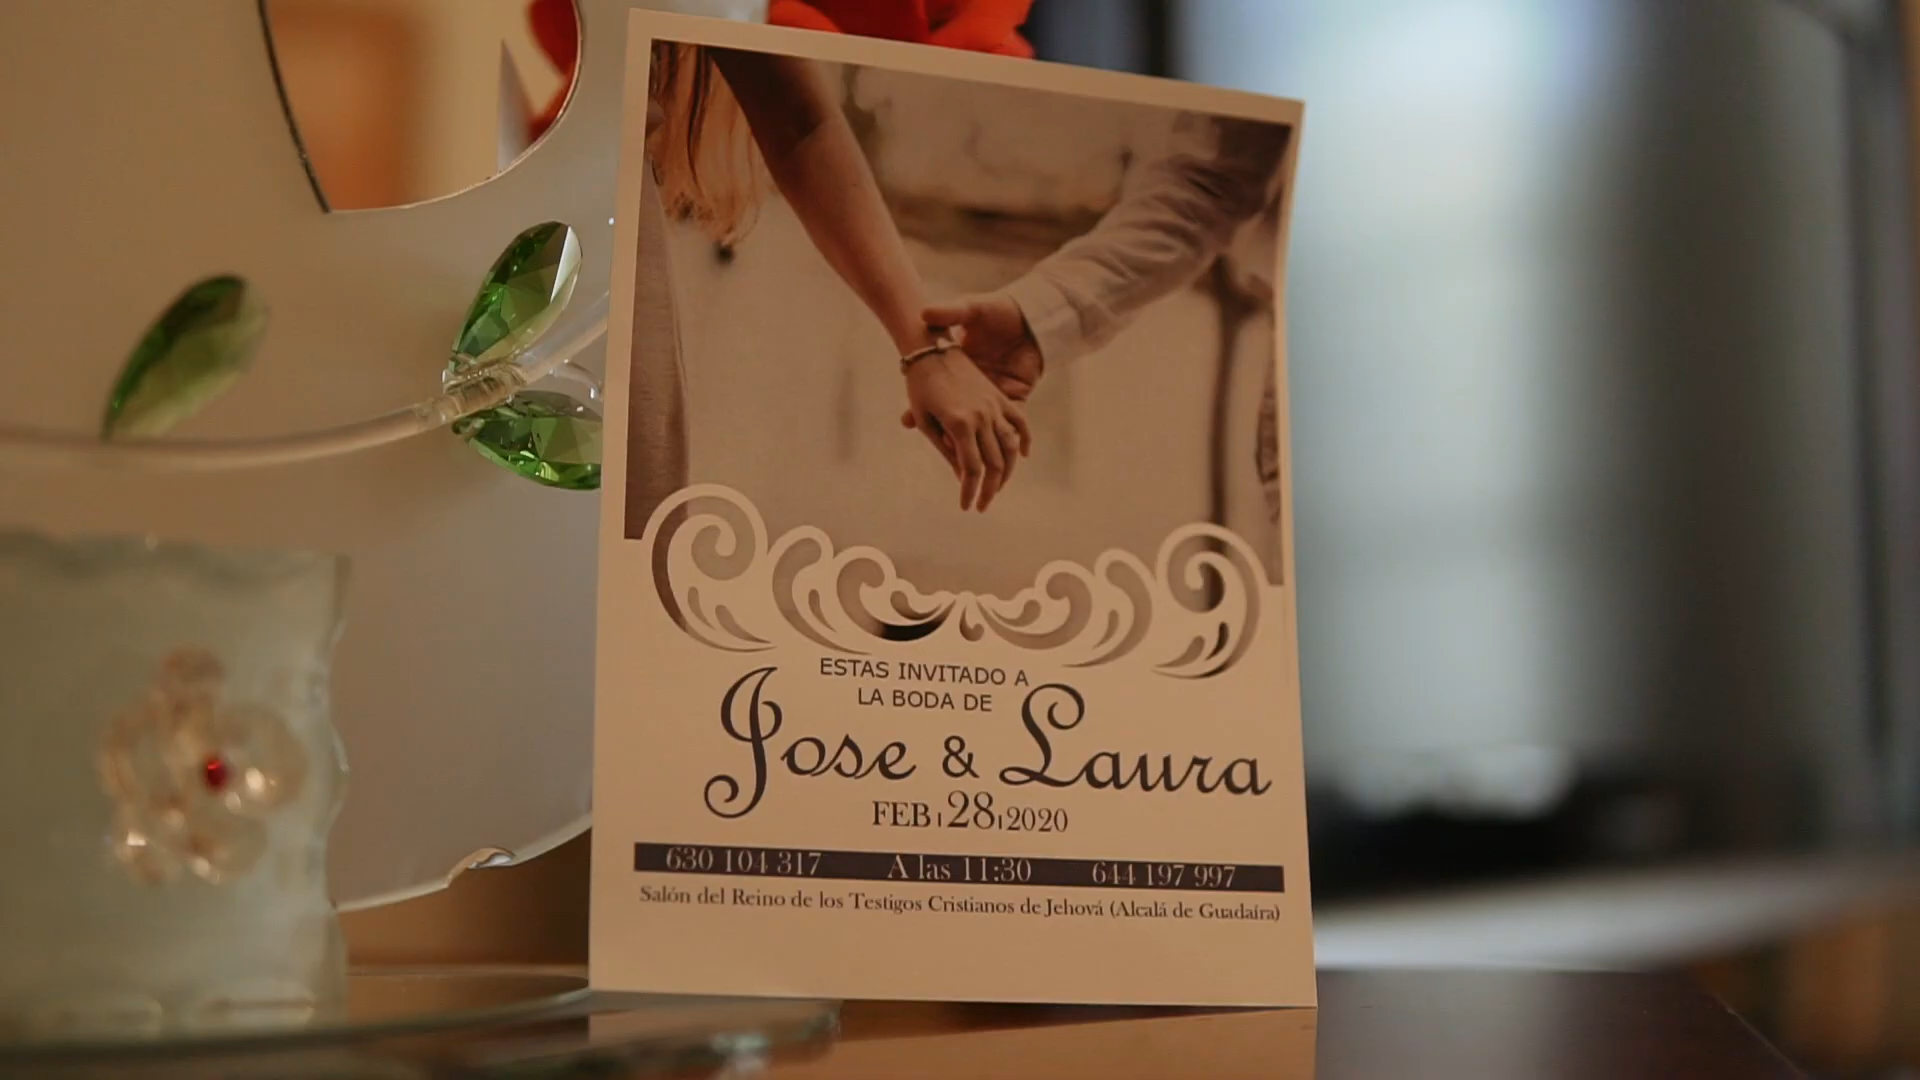 ESTAS INVITADO A
LA BODA DE
Jose & Laura
FEB 28 2020
630 104 317 A las 11:30 644 197 997
Salón del Reino de los Testigos Cristianos de Jehová (Alcalá de Guadaíra)